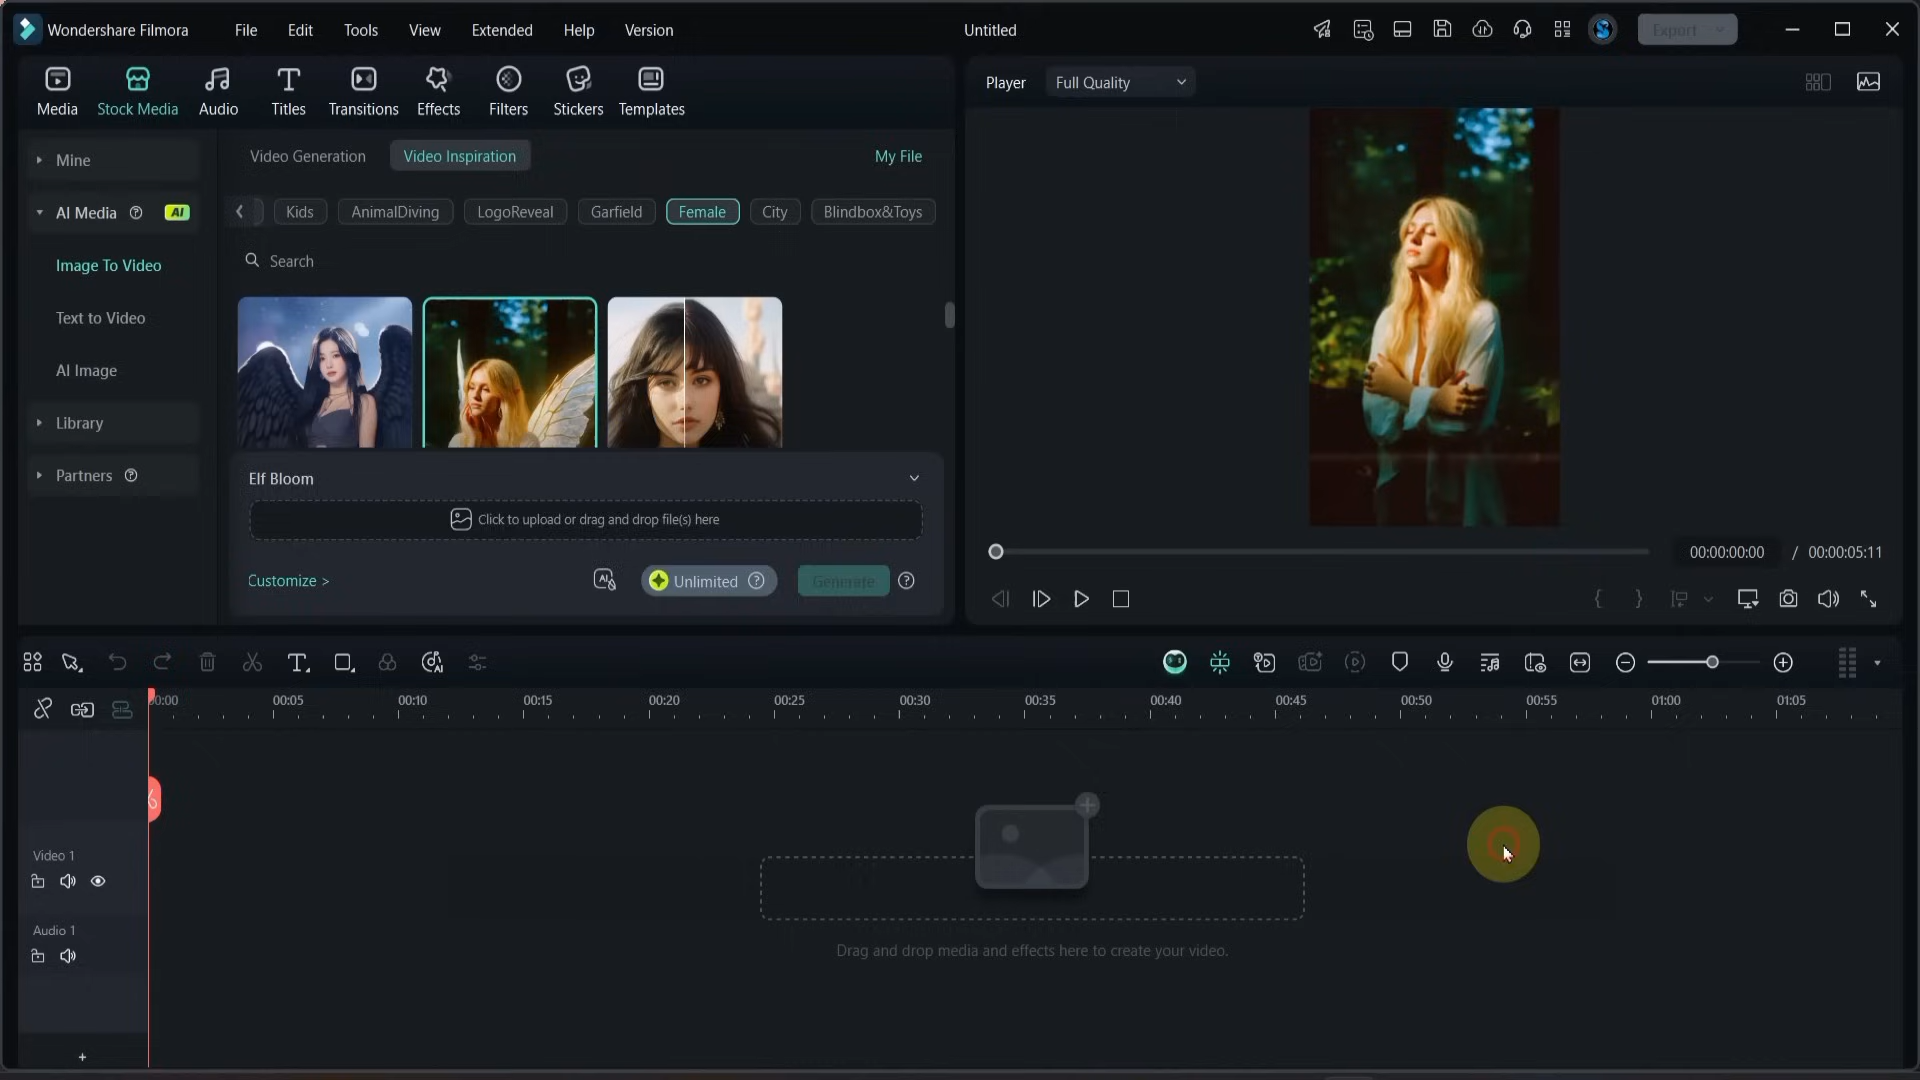 Wondershare Filmora File Edit Tools View Extended Help Version Untitled Export
Media Stock Media Audio Titles Transitions Effects Filters Stickers Templates
Player Full Quality
Mine
AI Media AI
Image To Video
Text to Video
AI Image
Library
Partners
Video Generation Video Inspiration My File
Kids AnimalDiving LogoReveal Garfield Female City Blindbox&Toys
Search
Elf Bloom
Click to upload or drag and drop file(s) here
Customize > AI Unlimited Generate
00:00:00:00 / 00:00:05:11
00:05 00:10 00:15 00:20 00:25 00:30 00:35 00:40 00:45 00:50 00:55 01:00 01:05
Video 1
Audio 1
Drag and drop media and effects here to create your video.